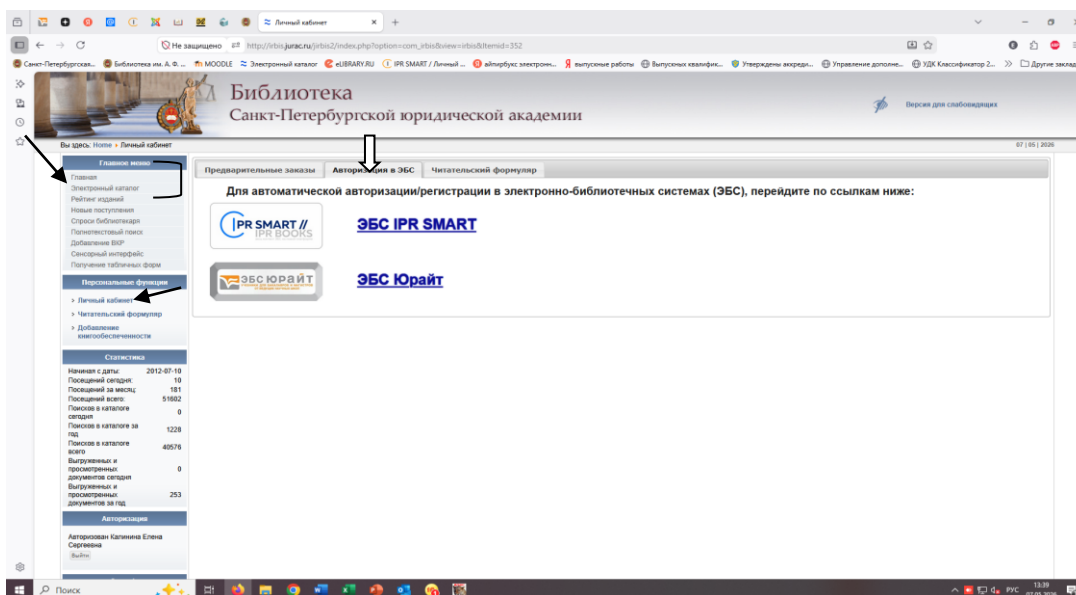 Личный кабинет
Не защищено
http://irbis.jurac.ru/jirbis2/index.php?option=com_irbis&view=irbis&Itemid=352
Санкт-Петербургская... Библиотека им. А. Ф. ... MOODLE Электронный каталог eLIBRARY.RU IPR SMART / Личный ... айпирбукс электронн... выпускные работы Выпускных квалифик... Утверждены аккреди... Управление дополне... УДК Классификатор 2... Другие заклад
Библиотека
Санкт-Петербургской юридической академии
Версия для слабовидящих
Вы здесь: Home Личный кабинет
07 | 05 | 2026
Главное меню
Главная
Электронный каталог
Рейтинг изданий
Новые поступления
Спроси библиотекаря
Полнотекстовый поиск
Добавление ВКР
Сенсорный интерфейс
Получение табличных форм
Персональные функции
Личный кабинет
Читательский формуляр
Добавление
книгообеспеченности
Статистика
Начиная с даты: 2012-07-10
Посещений сегодня: 10
Посещений за месяц: 181
Посещений всего: 51602
Поисков в каталоге
сегодня 0
Поисков в каталоге за
год 1228
Поисков в каталоге
всего 40576
Выгруженных и
просмотренных
документов сегодня 0
Выгруженных и
просмотренных
документов за год 253
Авторизация
Авторизован Калинина Елена
Сергеевна
Выйти
Предварительные заказы Авторизация в ЭБС Читательский формуляр
Для автоматической авторизации/регистрации в электронно-библиотечных системах (ЭБС), перейдите по ссылкам ниже:
IPR SMART //
IPR BOOKS
ЭБС IPR SMART
ЭБС ЮРАЙТ
ЭБС Юрайт
Поиск
РУС
13:39
07.05.2026